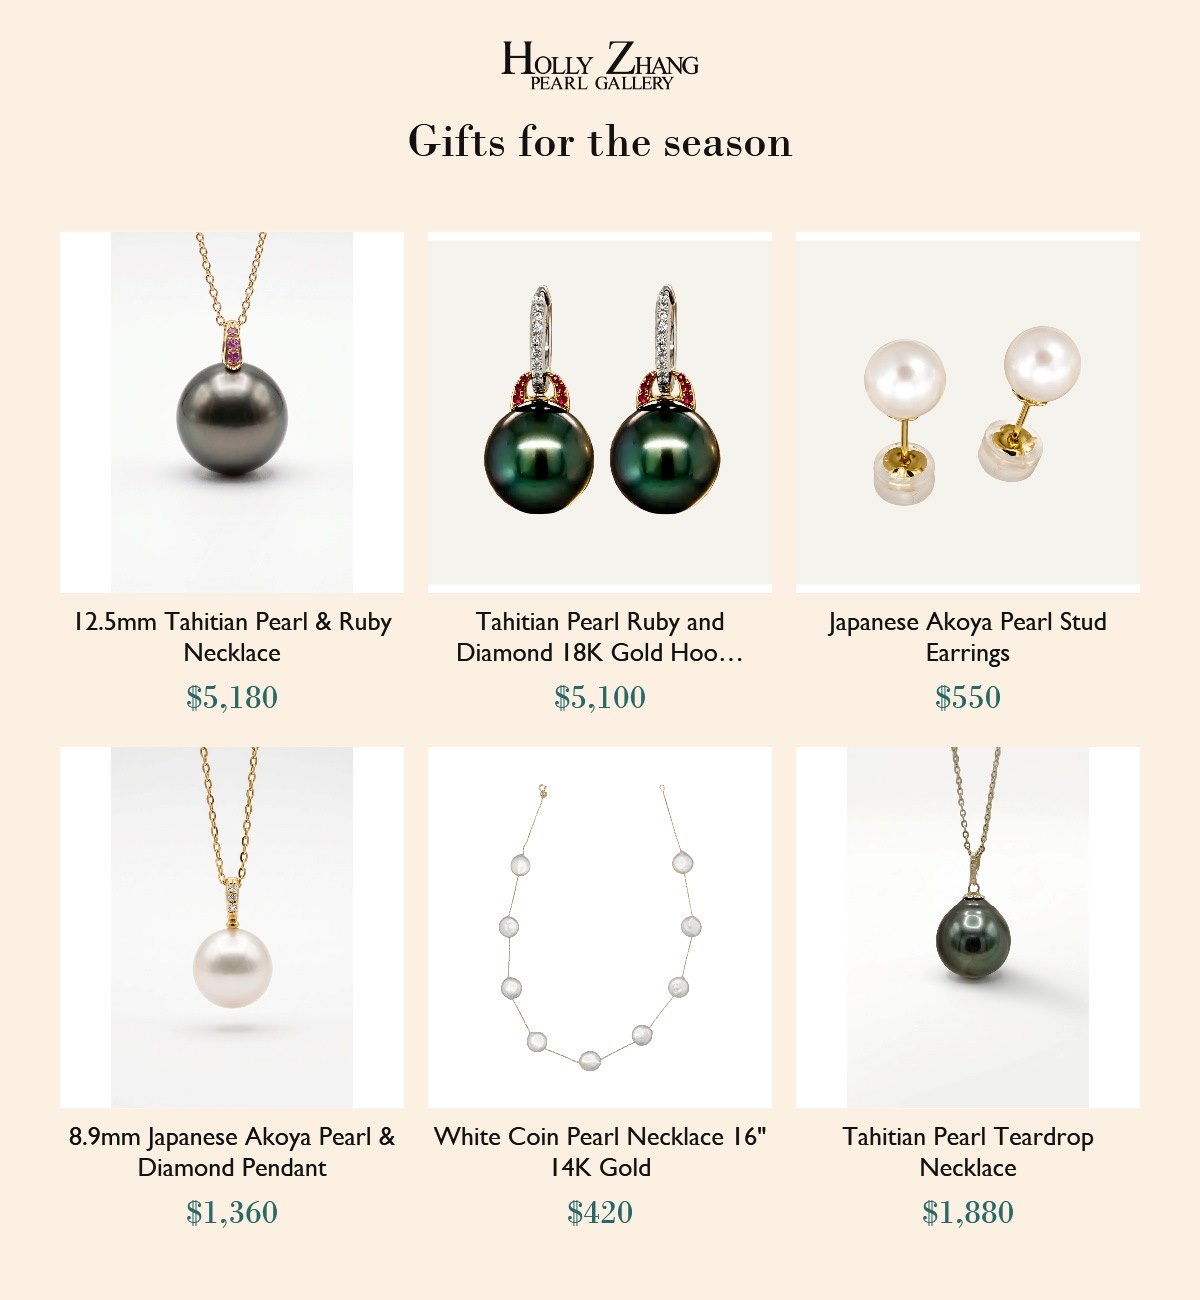 HOLLY ZHANG
PEARL GALLERY
Gifts for the season
12.5mm Tahitian Pearl & Ruby
Necklace
$5,180
Tahitian Pearl Ruby and
Diamond 18K Gold Hoo…
$5,100
Japanese Akoya Pearl Stud
Earrings
$550
8.9mm Japanese Akoya Pearl &
Diamond Pendant
$1,360
White Coin Pearl Necklace 16"
14K Gold
$420
Tahitian Pearl Teardrop
Necklace
$1,880